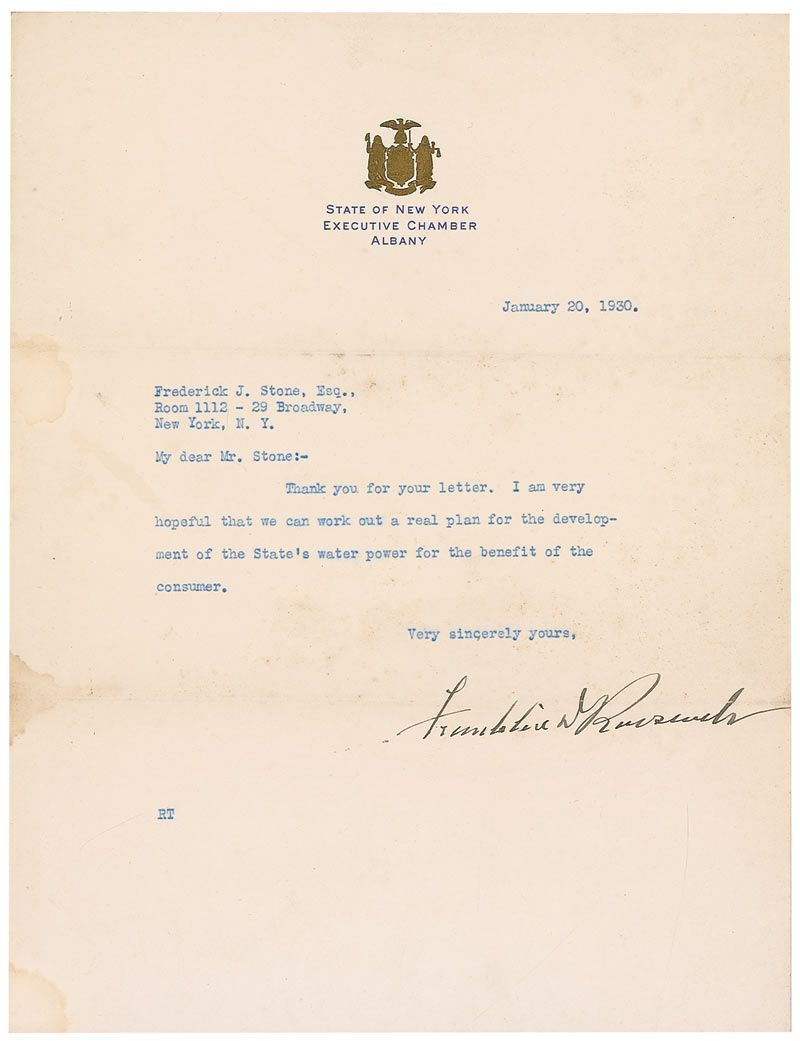 STATE OF NEW YORK
EXECUTIVE CHAMBER
ALBANY
January 20, 1930.
Frederick J. Stone, Esq.,
Room 1112 - 29 Broadway,
New York, N. Y.
My dear Mr. Stone:-
Thank you for your letter. I am very
hopeful that we can work out a real plan for the develop-
ment of the State's water power for the benefit of the
consumer.
Very sincerely yours,
Franklin D Roosevelt
RT